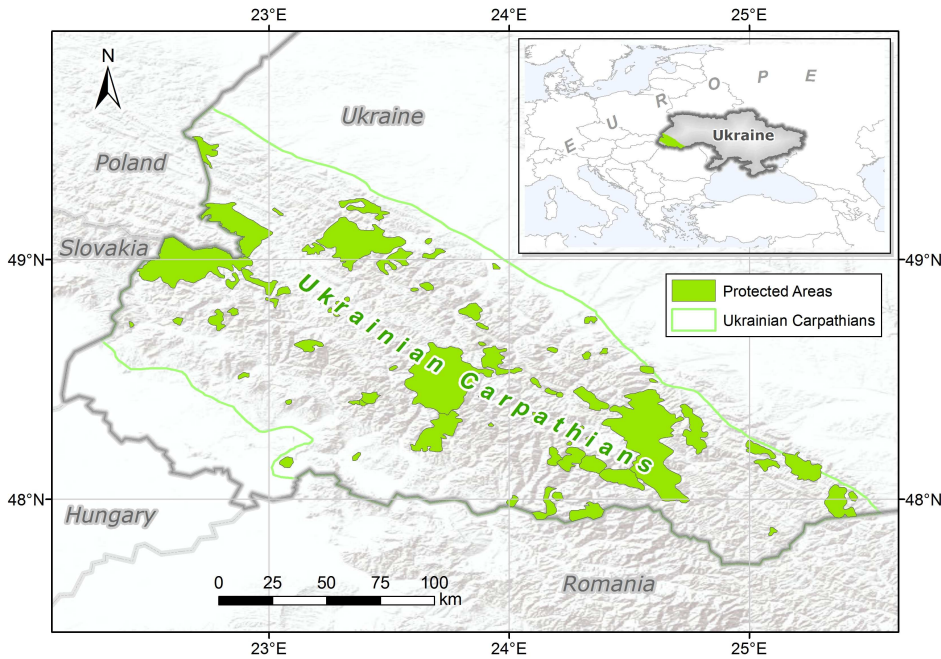 23°E 24°E 25°E
N
EUROPE
Ukraine
Ukraine
Poland
Slovakia
49°N 49°N
Protected Areas
Ukrainian Carpathians
Ukrainian Carpathians
48°N 48°N
Hungary
Romania
0 25 50 75 100
km
23°E 24°E 25°E